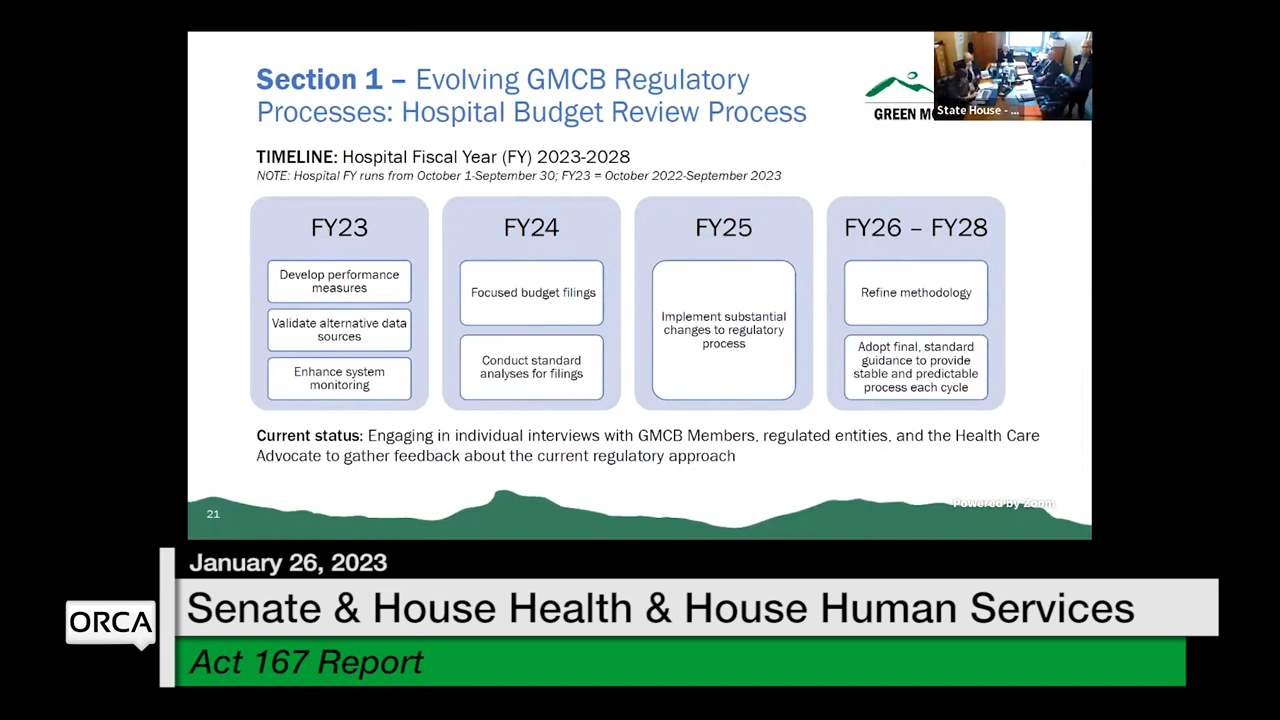 Section 1 – Evolving GMCB Regulatory
Processes: Hospital Budget Review Process
GREEN
State House - ...
TIMELINE: Hospital Fiscal Year (FY) 2023-2028
NOTE: Hospital FY runs from October 1-September 30; FY23 = October 2022-September 2023
FY23
Develop performance
measures
Validate alternative data
sources
Enhance system
monitoring
FY24
Focused budget filings
Conduct standard
analyses for filings
FY25
Implement substantial
changes to regulatory
process
FY26 – FY28
Refine methodology
Adopt final, standard
guidance to provide
stable and predictable
process each cycle
Current status: Engaging in individual interviews with GMCB Members, regulated entities, and the Health Care
Advocate to gather feedback about the current regulatory approach
21
Powered by Zoom
January 26, 2023
ORCA
Senate & House Health & House Human Services
Act 167 Report